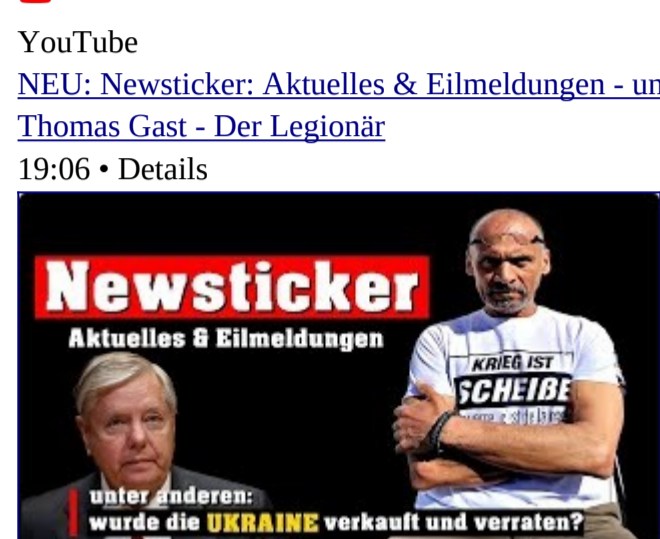 YouTube
NEU: Newsticker: Aktuelles & Eilmeldungen -
Thomas Gast - Der Legionär
19:06 • Details
Newsticker
Aktuelles & Eilmeldungen
KRIEG IST
SCHEIBE
unter anderen:
wurde die UKRAINE verkauft und verraten?